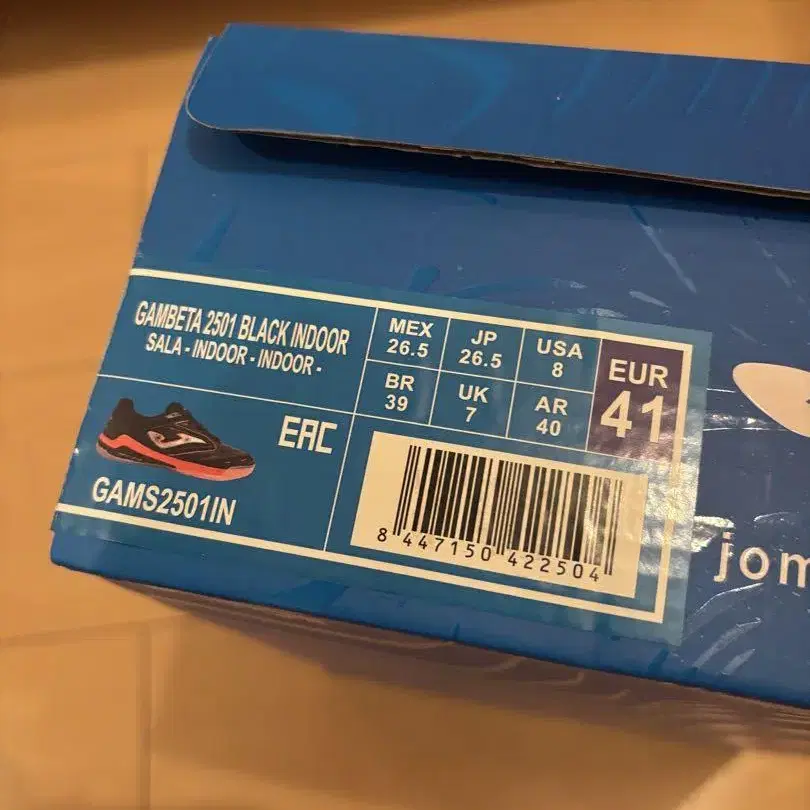 GAMBETA 2501 BLACK INDOOR
SALA - INDOOR - INDOOR -
MEX
26.5
JP
26.5
USA
8
EUR
41
BR
39
UK
7
AR
40
EAC
GAMS2501IN
8 447150 422504
jom